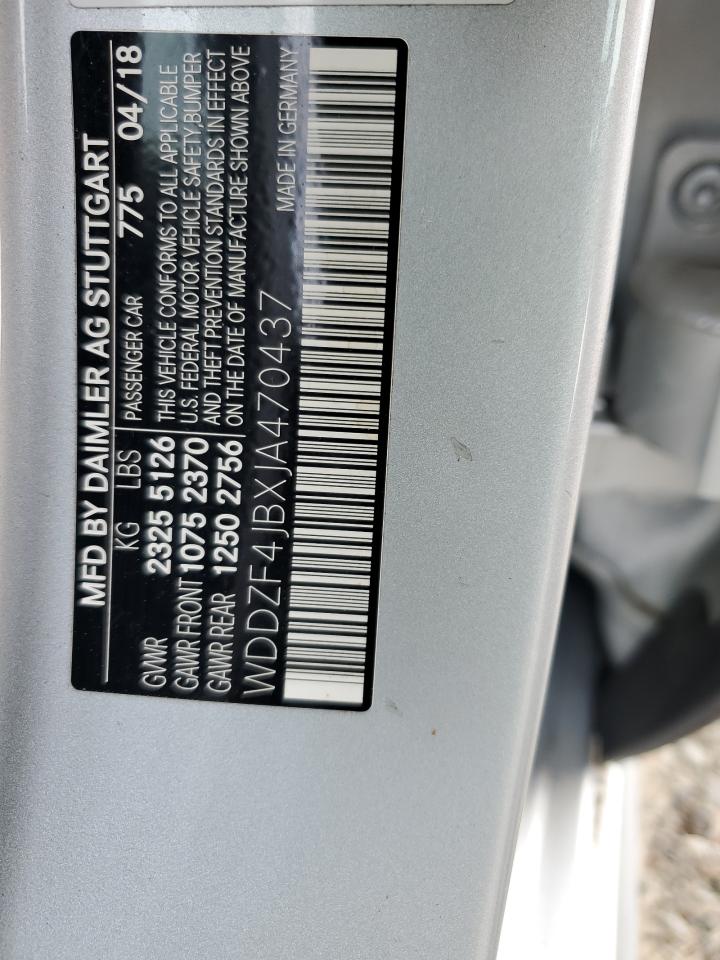 MFD BY DAIMLER AG STUTTGART
KG LBS PASSENGER CAR 775 04/18
GVWR 2325 5126 THIS VEHICLE CONFORMS TO ALL APPLICABLE
GAWR FRONT 1075 2370 U.S. FEDERAL MOTOR VEHICLE SAFETY,BUMPER
GAWR REAR 1250 2756 AND THEFT PREVENTION STANDARDS IN EFFECT
ON THE DATE OF MANUFACTURE SHOWN ABOVE
WDDZF4JBXJA470437 MADE IN GERMANY